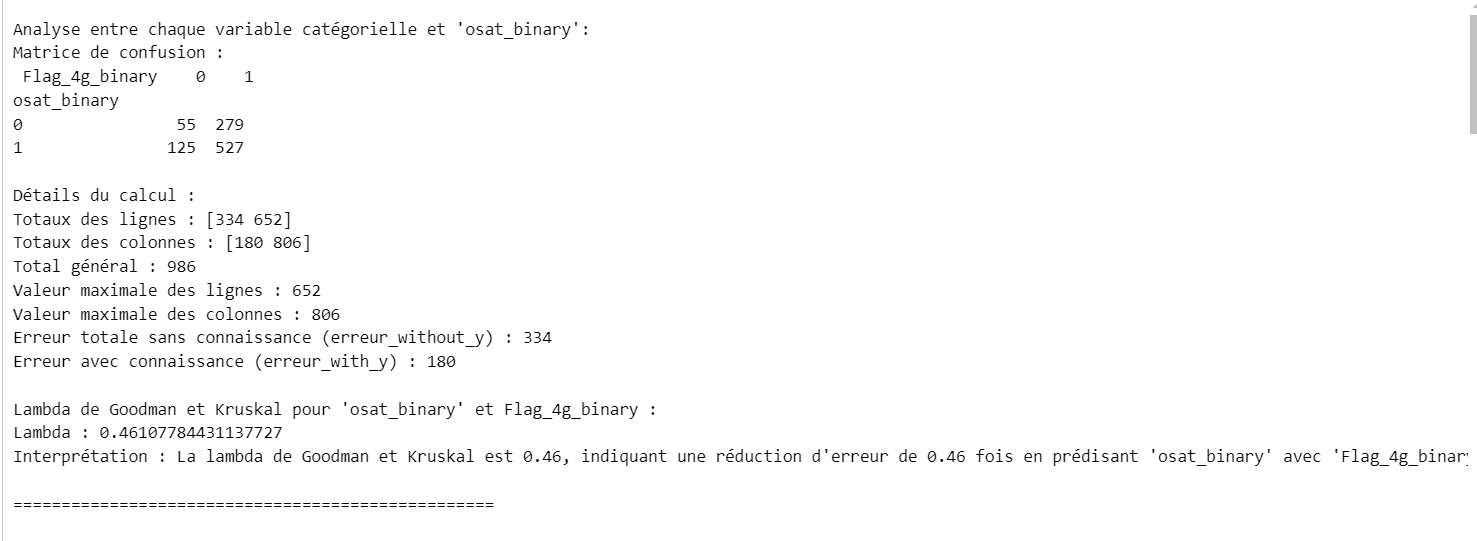 Analyse entre chaque variable catégorielle et 'osat_binary':
Matrice de confusion :
Flag_4g_binary 0 1
osat_binary
0 55 279
1 125 527
Détails du calcul :
Totaux des lignes : [334 652]
Totaux des colonnes : [180 806]
Total général : 986
Valeur maximale des lignes : 652
Valeur maximale des colonnes : 806
Erreur totale sans connaissance (erreur_without_y) : 334
Erreur avec connaissance (erreur_with_y) : 180
Lambda de Goodman et Kruskal pour 'osat_binary' et Flag_4g_binary :
Lambda : 0.46107784431137727
Interprétation : La lambda de Goodman et Kruskal est 0.46, indiquant une réduction d'erreur de 0.46 fois en prédisant 'osat_binary' avec 'Flag_4g_binary
==================================================